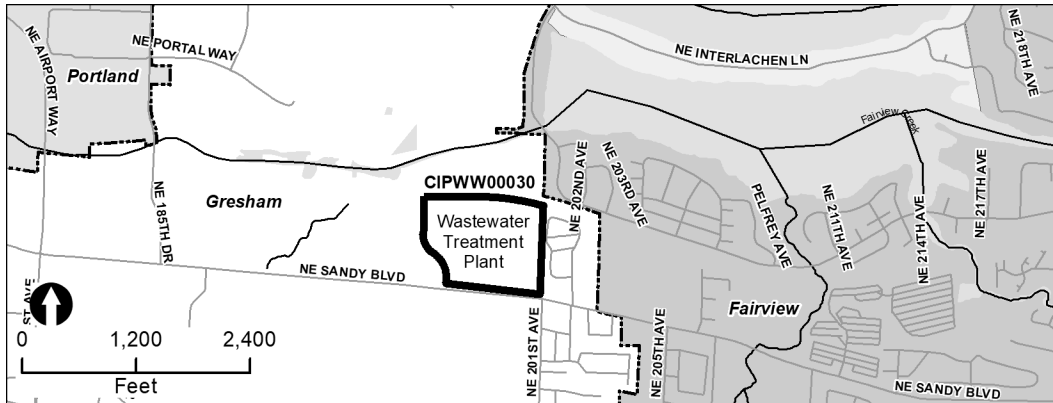 NE AIRPORT WAY
NE PORTAL WAY
Portland
NE INTERLACHEN LN
NE 218TH AVE
Fairview Creek
NE 185TH DR
Gresham
CIPWW00030
Wastewater
Treatment
Plant
NE 202ND AVE
NE 203RD AVE
PELFREY AVE
NE 211TH AVE
NE 214TH AVE
NE 217TH AVE
NE SANDY BLVD
ST AVE
Fairview
0 1,200 2,400
Feet
NE 201ST AVE
NE 205TH AVE
NE SANDY BLVD